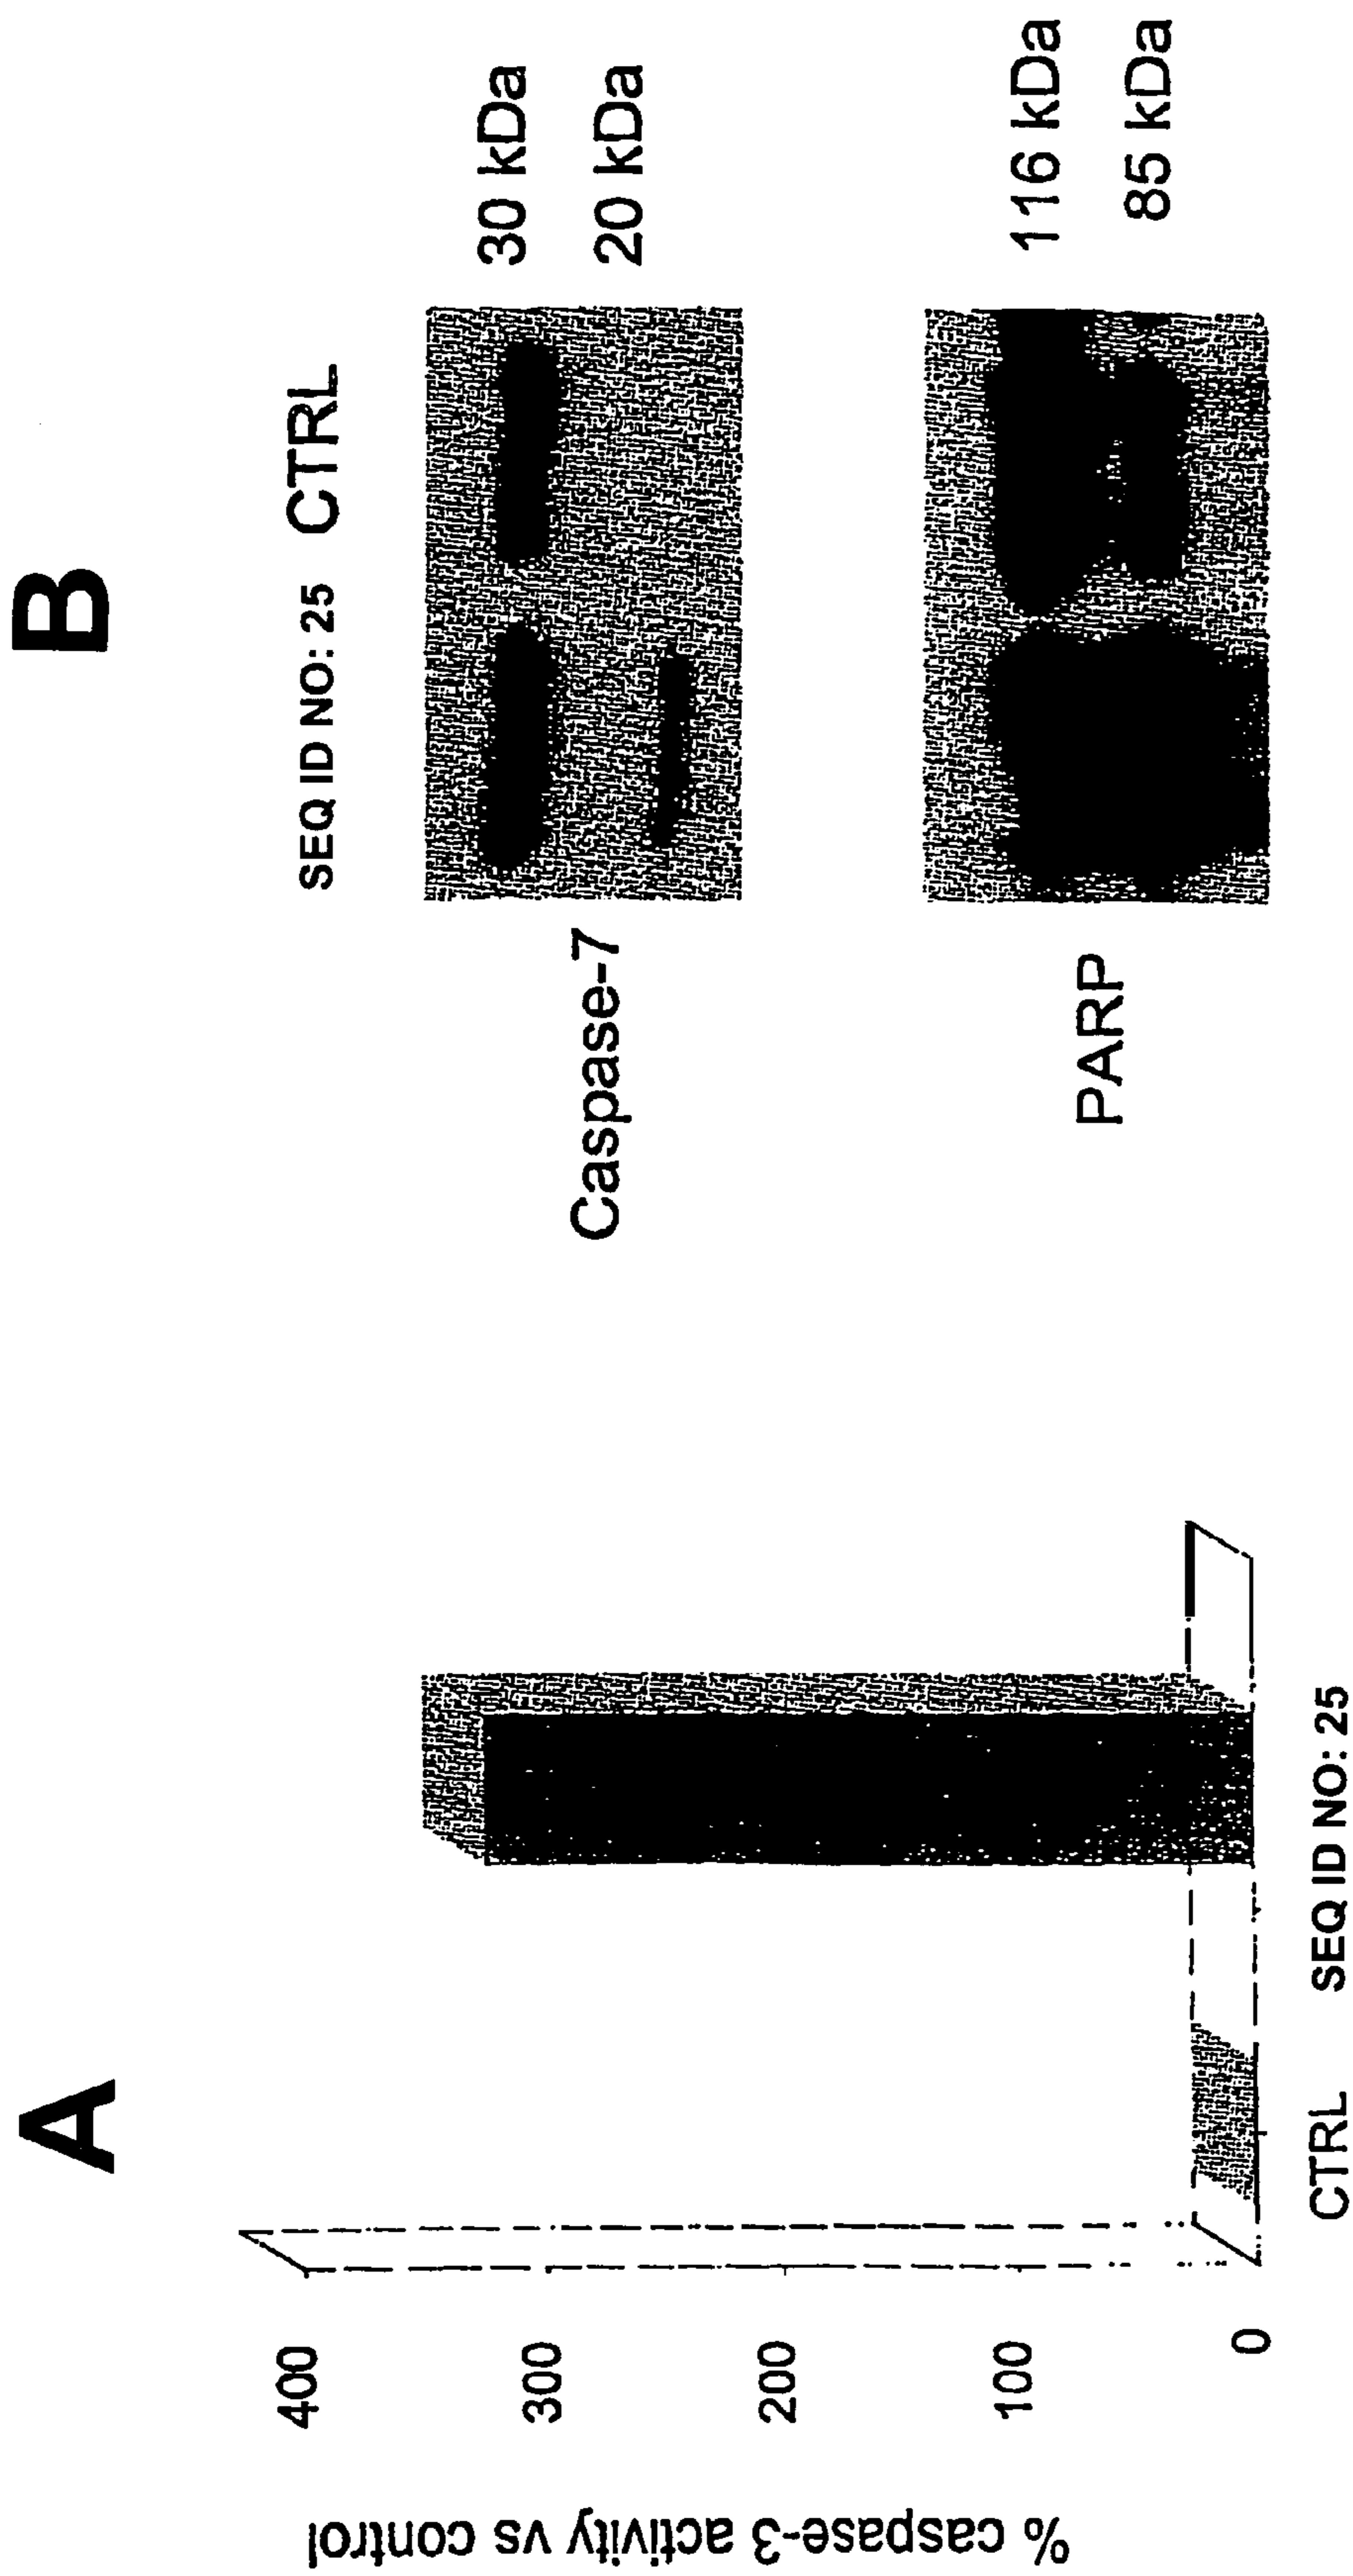 A
% caspase-3 activity vs control
400
300
200
100
0
CTRL
SEQ ID NO: 25
B
SEQ ID NO: 25 CTRL
Caspase-7
30 kDa
20 kDa
PARP
116 kDa
85 kDa